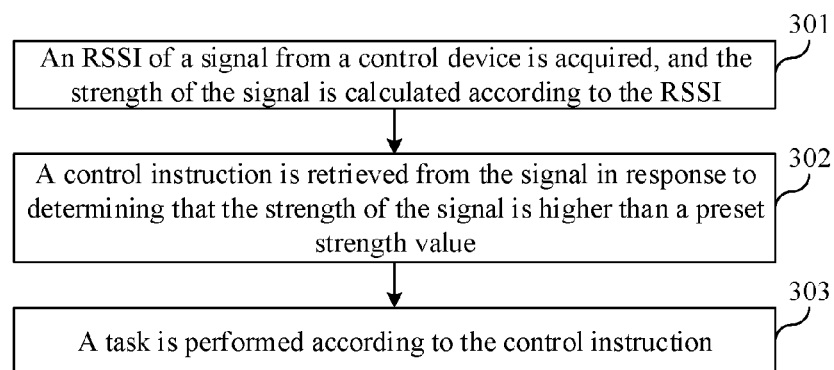 301
An RSSI of a signal from a control device is acquired, and the
strength of the signal is calculated according to the RSSI
302
A control instruction is retrieved from the signal in response to
determining that the strength of the signal is higher than a preset
strength value
303
A task is performed according to the control instruction